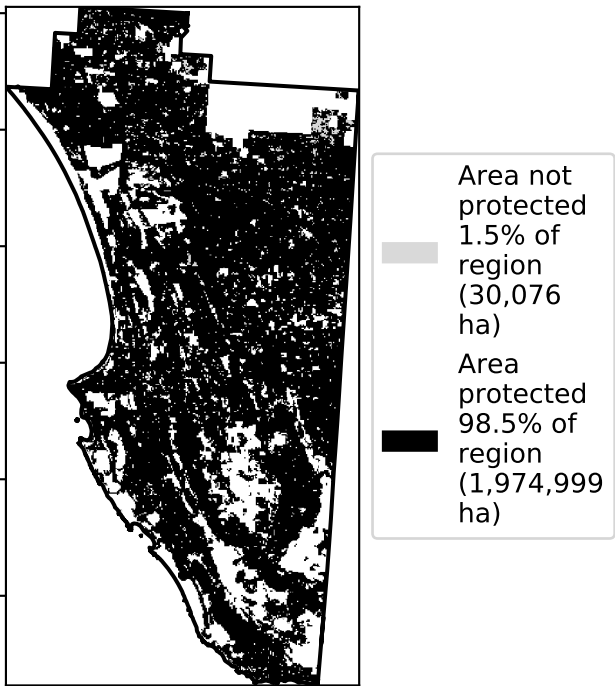 Area not
protected
1.5% of
region
(30,076
ha)
Area
protected
98.5% of
region
(1,974,999
ha)